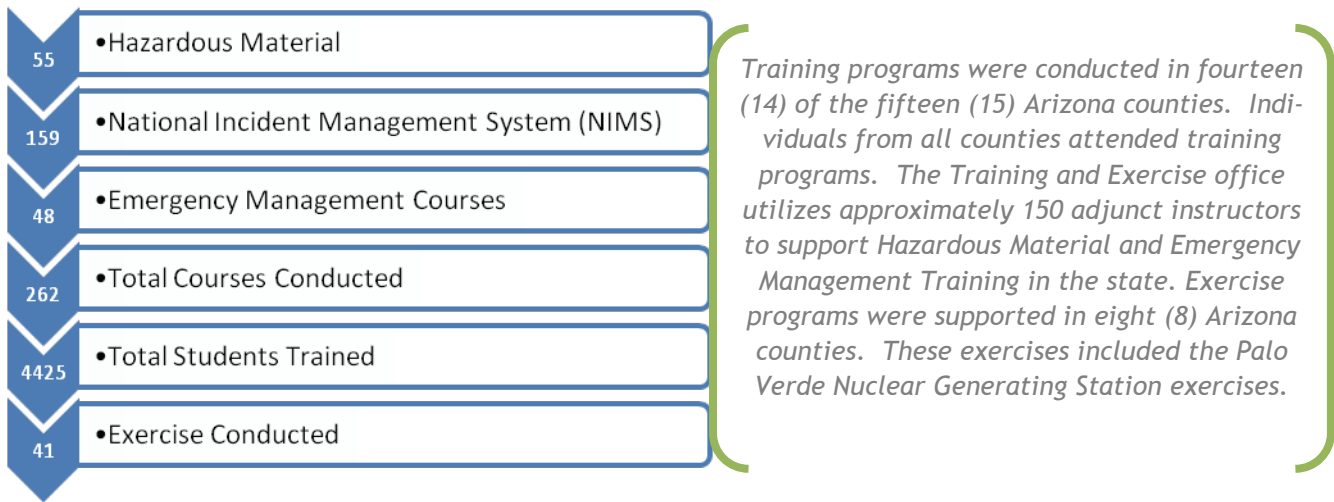 55
•Hazardous Material
159
•National Incident Management System (NIMS)
48
•Emergency Management Courses
262
•Total Courses Conducted
4425
•Total Students Trained
41
•Exercise Conducted
Training programs were conducted in fourteen
(14) of the fifteen (15) Arizona counties.  Indi-
viduals from all counties attended training
programs.  The Training and Exercise office
utilizes approximately 150 adjunct instructors
to support Hazardous Material and Emergency
Management Training in the state. Exercise
programs were supported in eight (8) Arizona
counties.  These exercises included the Palo
Verde Nuclear Generating Station exercises.